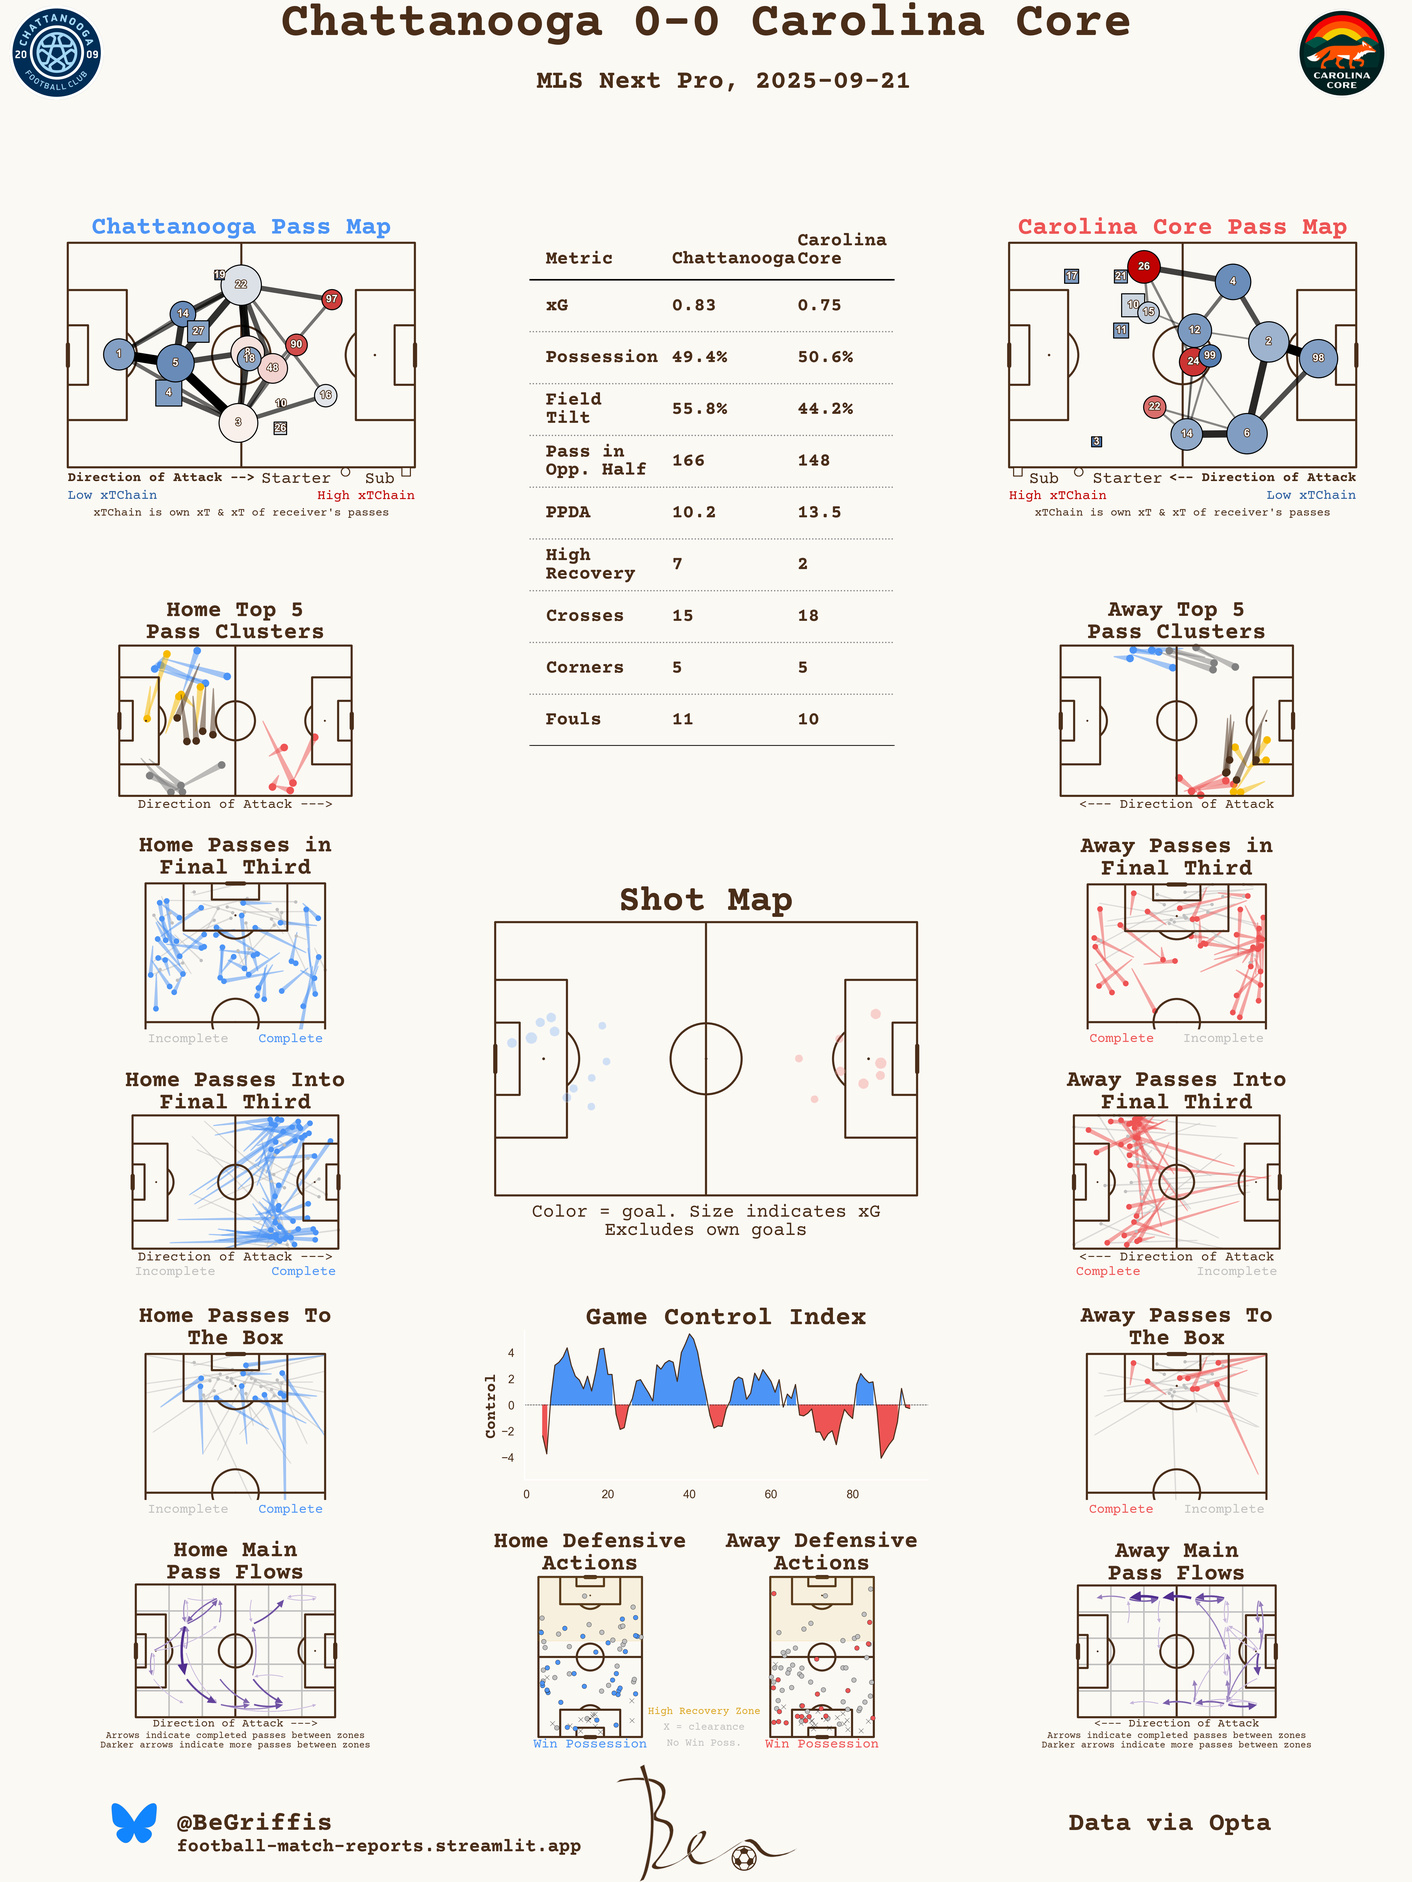 Chattanooga 0-0 Carolina Core
MLS Next Pro, 2025-09-21
CHATTANOOGA
20 09
FOOTBALL CLUB
CAROLINA
CORE
Chattanooga Pass Map
19
22
97
14
27
90
1
5
18
48
4
10
16
3
26
Direction of Attack --> Starter Sub
Low xTChain High xTChain
xTChain is own xT & xT of receiver's passes
Carolina Core Pass Map
17
21
26
4
10
15
11
12
2
24
99
98
22
14
6
3
Sub Starter <-- Direction of Attack
High xTChain Low xTChain
xTChain is own xT & xT of receiver's passes
Metric Chattanooga Carolina Core
xG 0.83 0.75
Possession 49.4% 50.6%
Field Tilt 55.8% 44.2%
Pass in Opp. Half 166 148
PPDA 10.2 13.5
High Recovery 7 2
Crosses 15 18
Corners 5 5
Fouls 11 10
Home Top 5
Pass Clusters
Direction of Attack --->
Away Top 5
Pass Clusters
<--- Direction of Attack
Home Passes in
Final Third
Incomplete Complete
Away Passes in
Final Third
Complete Incomplete
Shot Map
Color = goal. Size indicates xG
Excludes own goals
Home Passes Into
Final Third
Direction of Attack --->
Incomplete Complete
Away Passes Into
Final Third
<--- Direction of Attack
Complete Incomplete
Home Passes To
The Box
Incomplete Complete
Game Control Index
Control
4
2
0
−2
−4
0 20 40 60 80
Away Passes To
The Box
Complete Incomplete
Home Main
Pass Flows
Direction of Attack --->
Arrows indicate completed passes between zones
Darker arrows indicate more passes between zones
Home Defensive
Actions
Win Possession
High Recovery Zone
X = clearance
No Win Poss.
Away Defensive
Actions
Win Possession
Away Main
Pass Flows
<--- Direction of Attack
Arrows indicate completed passes between zones
Darker arrows indicate more passes between zones
@BeGriffis
football-match-reports.streamlit.app
Ben
Data via Opta